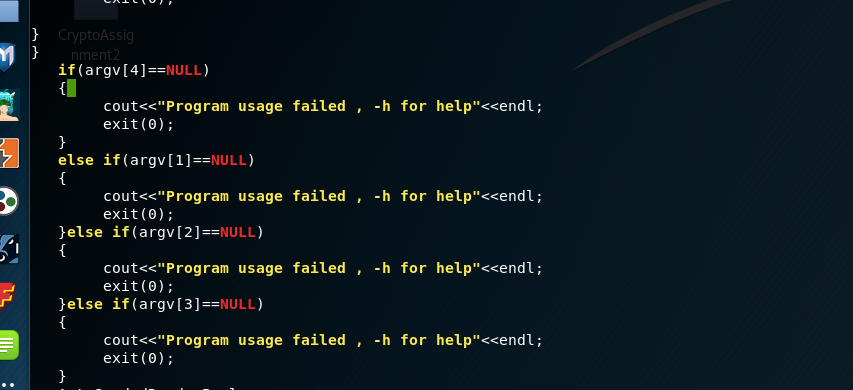 exit(0);
}
CryptoAssig
}
nment2
if(argv[4]==NULL)
{
cout<<"Program usage failed , -h for help"<<endl;
exit(0);
}
else if(argv[1]==NULL)
{
cout<<"Program usage failed , -h for help"<<endl;
exit(0);
}else if(argv[2]==NULL)
{
cout<<"Program usage failed , -h for help"<<endl;
exit(0);
}else if(argv[3]==NULL)
{
cout<<"Program usage failed , -h for help"<<endl;
exit(0);
}